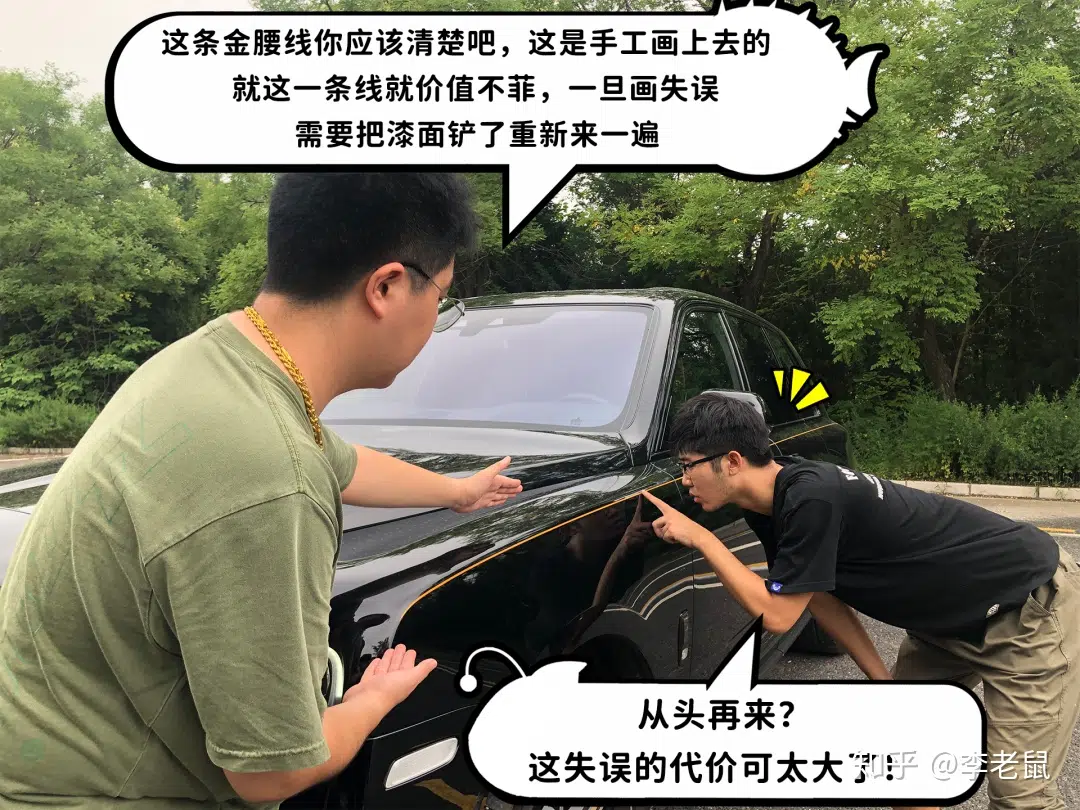 这条金腰线你应该清楚吧，这是手工画上去的
就这一条线就价值不菲，一旦画失误
需要把漆面铲了重新来一遍
从头再来？
这失误的代价可太大了！
知乎 @李老鼠